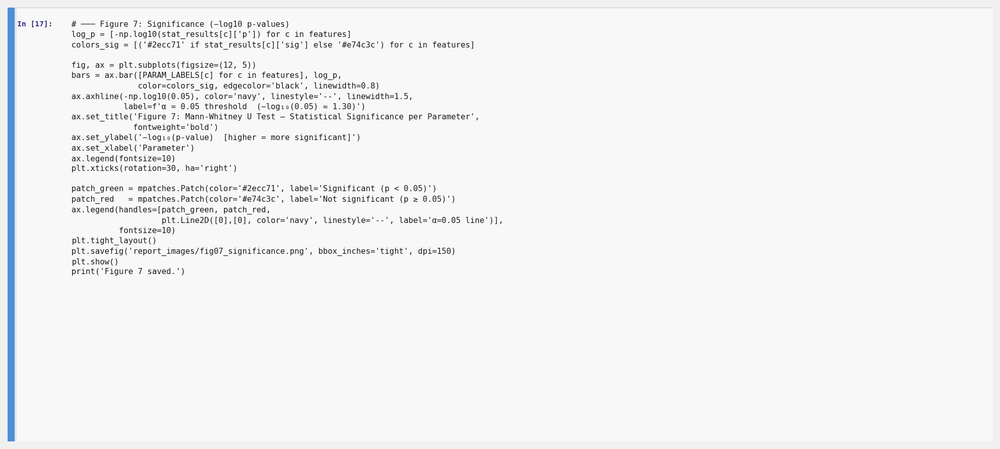 In [17]:
# ─── Figure 7: Significance (−log10 p-values)
log_p = [-np.log10(stat_results[c]['p']) for c in features]
colors_sig = [('#2ecc71' if stat_results[c]['sig'] else '#e74c3c') for c in features]

fig, ax = plt.subplots(figsize=(12, 5))
bars = ax.bar([PARAM_LABELS[c] for c in features], log_p,
              color=colors_sig, edgecolor='black', linewidth=0.8)
ax.axhline(-np.log10(0.05), color='navy', linestyle='--', linewidth=1.5,
           label=f'α = 0.05 threshold  (−log₁₀(0.05) ≈ 1.30)')
ax.set_title('Figure 7: Mann-Whitney U Test — Statistical Significance per Parameter',
             fontweight='bold')
ax.set_ylabel('−log₁₀(p-value)  [higher = more significant]')
ax.set_xlabel('Parameter')
ax.legend(fontsize=10)
plt.xticks(rotation=30, ha='right')

patch_green = mpatches.Patch(color='#2ecc71', label='Significant (p < 0.05)')
patch_red   = mpatches.Patch(color='#e74c3c', label='Not significant (p ≥ 0.05)')
ax.legend(handles=[patch_green, patch_red,
                   plt.Line2D([0],[0], color='navy', linestyle='--', label='α=0.05 line')],
          fontsize=10)
plt.tight_layout()
plt.savefig('report_images/fig07_significance.png', bbox_inches='tight', dpi=150)
plt.show()
print('Figure 7 saved.')